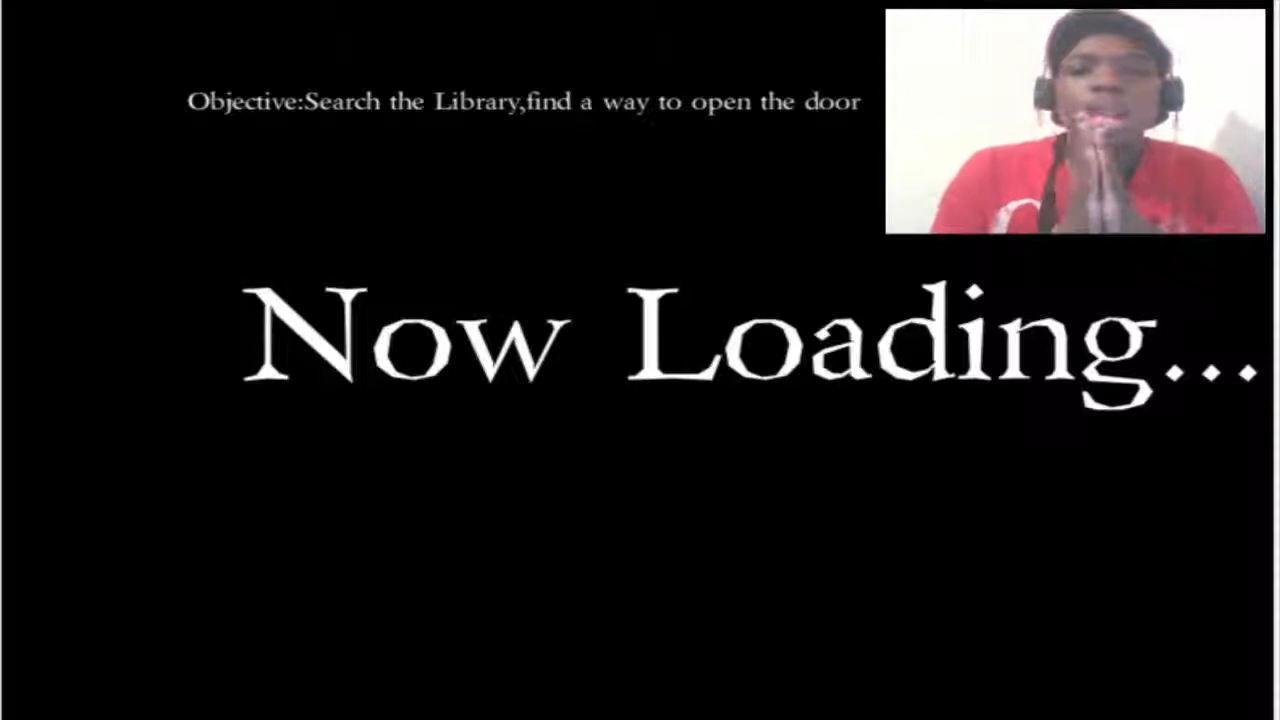 Objective:Search the Library,find a way to open the door
Now Loading...